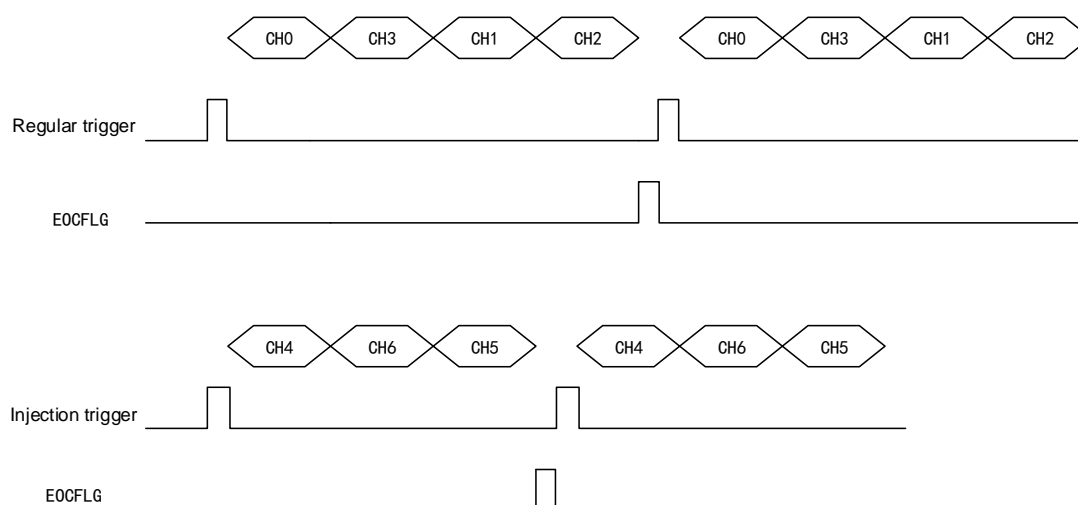 CH0 CH3 CH1 CH2 CH0 CH3 CH1 CH2
Regular trigger
EOCFLG
CH4 CH6 CH5 CH4 CH6 CH5
Injection trigger
EOCFLG